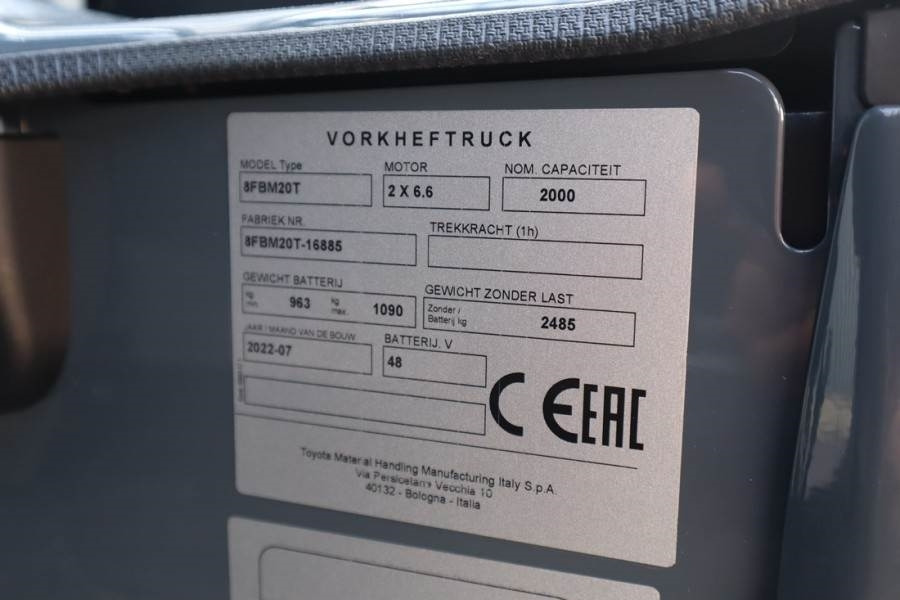 VORKHEFTRUCK
MODEL Type MOTOR NOM. CAPACITEIT
8FBM20T 2 X 6.6 2000
FABRIEK NR. TREKKRACHT (1h)
8FBM20T-16885
GEWICHT BATTERIJ GEWICHT ZONDER LAST
kg min. 963 kg max. 1090 Zonder / Batterij kg 2485
JAAR / MAAND VAN DE BOUW BATTERIJ. V
2022-07 48
CE EAC
Toyota Material Handling Manufacturing Italy S.p.A.
Via Persicetana Vecchia 10
40132 - Bologna - Italia